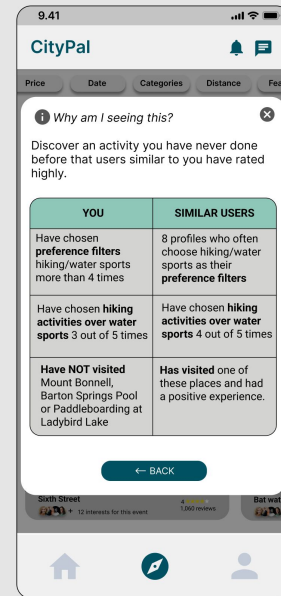 9.41
CityPal
Price Date Categories Distance Fea
Why am I seeing this?
Discover an activity you have never done
before that users similar to you have rated
highly.
YOU SIMILAR USERS
Have chosen
preference filters
hiking/water sports
more than 4 times
8 profiles who often
choose hiking/water
sports as their
preference filters
Have chosen hiking
activities over water
sports 3 out of 5 times
Have chosen hiking
activities over water
sports 4 out of 5 times
Have NOT visited
Mount Bonnell,
Barton Springs Pool
or Paddleboarding at
Ladybird Lake
Has visited one of
these places and had
a positive experience.
← BACK
Sixth Street
4
+ 12 interests for this event
1,060 reviews
Bat wat